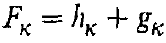 Fκ = hκ + gκ